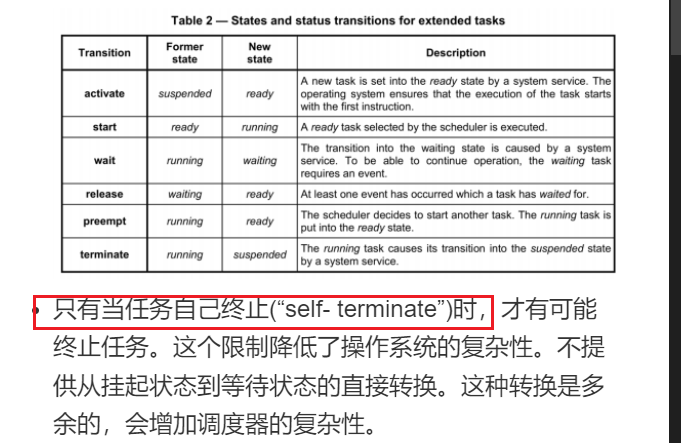 Table 2 — States and status transitions for extended tasks
Transition Former state New state Description
activate suspended ready A new task is set into the ready state by a system service. The
operating system ensures that the execution of the task starts
with the first instruction.
start ready running A ready task selected by the scheduler is executed.
wait running waiting The transition into the waiting state is caused by a system
service. To be able to continue operation, the waiting task
requires an event.
release waiting ready At least one event has occurred which a task has waited for.
preempt running ready The scheduler decides to start another task. The running task is
put into the ready state.
terminate running suspended The running task causes its transition into the suspended state
by a system service.
• 只有当任务自己终止(“self- terminate”)时，才有可能
终止任务。这个限制降低了操作系统的复杂性。不提
供从挂起状态到等待状态的直接转换。这种转换是多
余的，会增加调度器的复杂性。